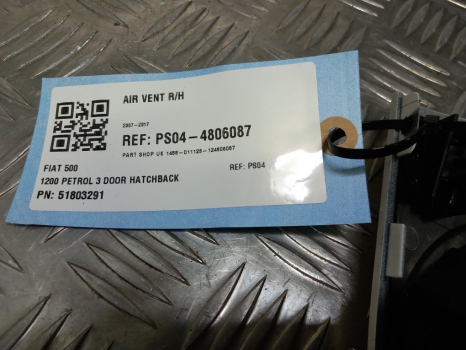 AIR VENT R/H
2007-2017
REF: PS04-4806087
PART SHOP UK 1498-011128-124806087
FIAT 500
REF: PS04
1200 PETROL 3 DOOR HATCHBACK
PN: 51803291